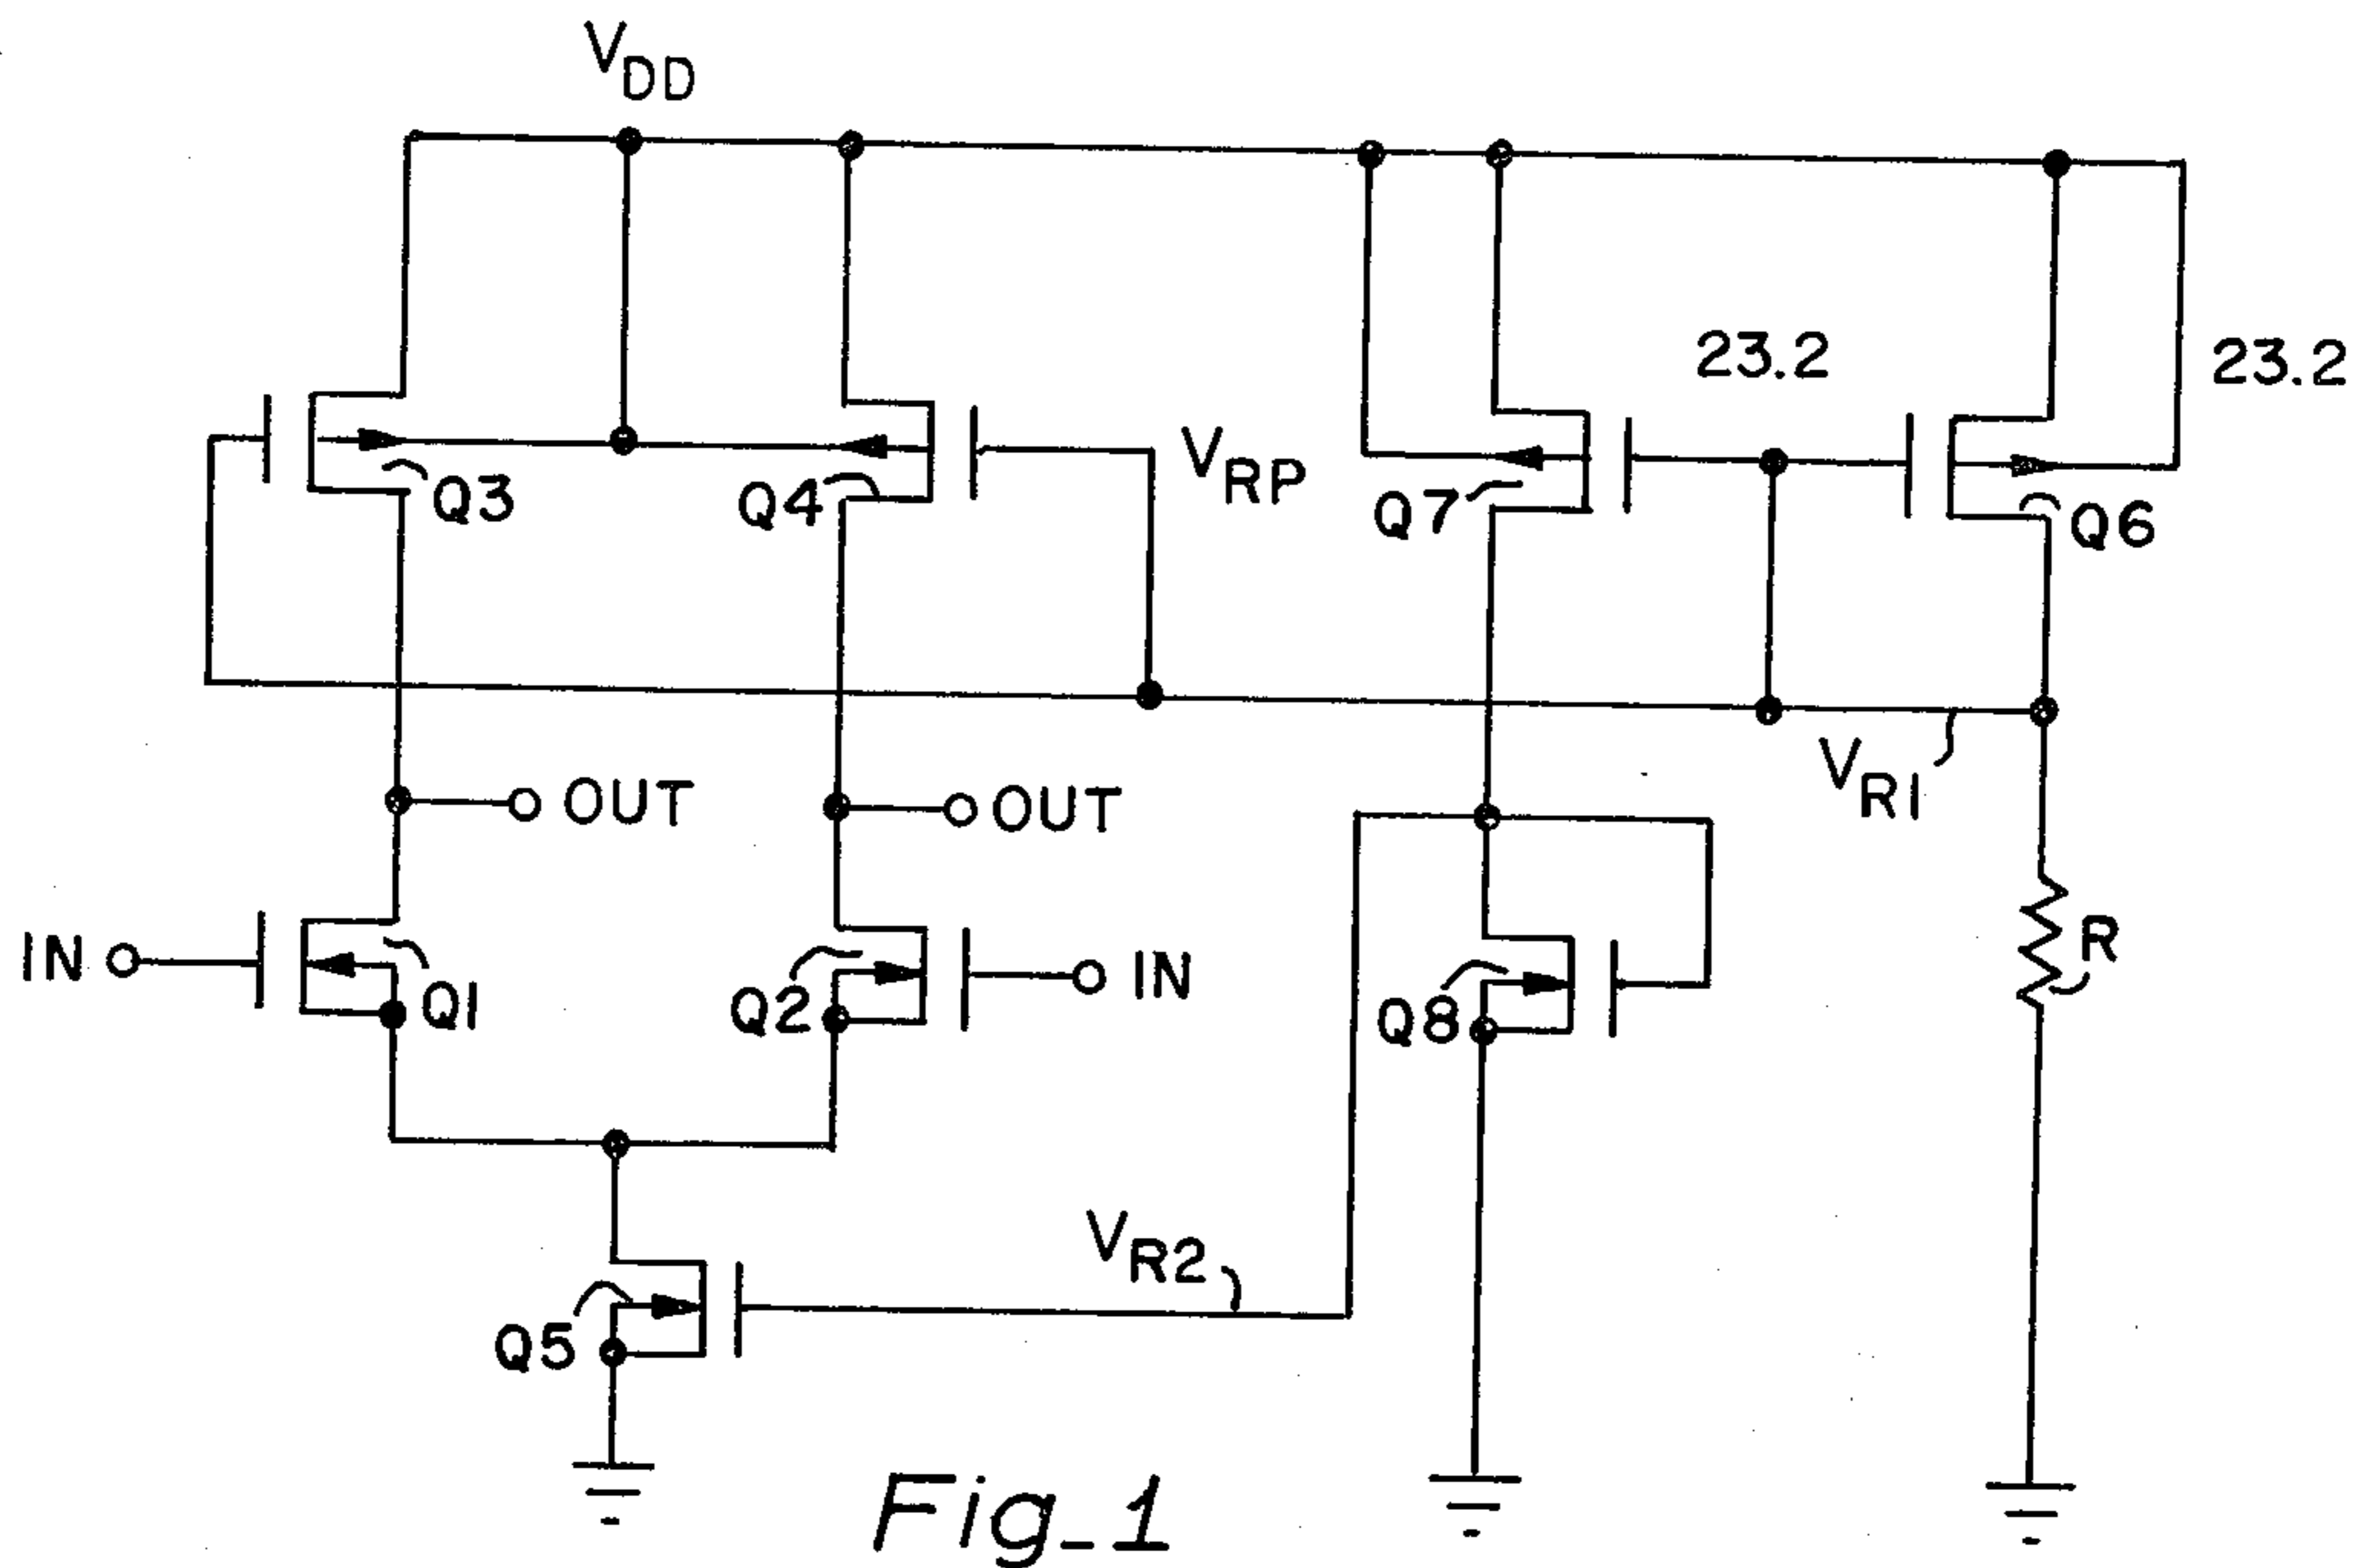 VDD
23.2
23.2
VRP
Q3
Q4
Q7
Q6
VR1
OUT
OUT
IN
Q1
Q2
IN
Q8
R
VR2
Q5
Fig_1